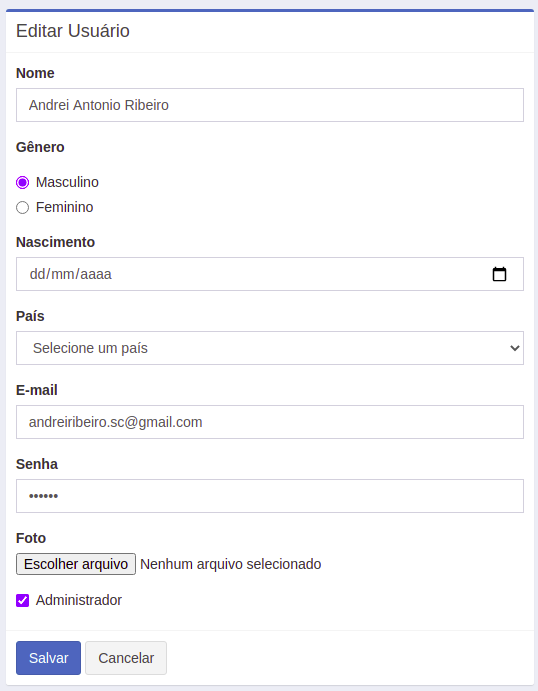 Editar Usuário
Nome
Andrei Antonio Ribeiro
Gênero
Masculino
Feminino
Nascimento
dd/mm/aaaa
País
Selecione um país
E-mail
andreiribeiro.sc@gmail.com
Senha
••••••
Foto
Escolher arquivo Nenhum arquivo selecionado
Administrador
Salvar Cancelar